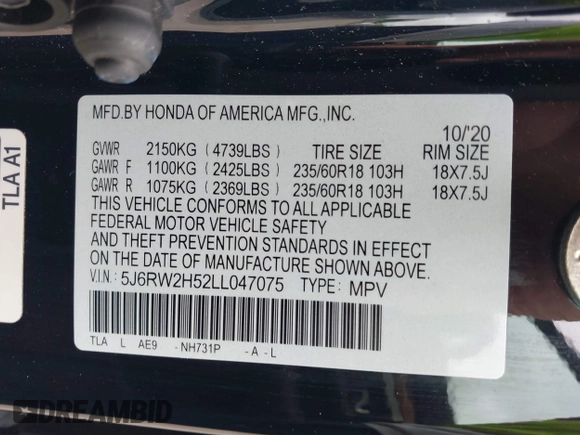 MFD.BY HONDA OF AMERICA MFG.,INC.
10/'20
GVWR 2150KG ( 4739LBS ) TIRE SIZE RIM SIZE
GAWR F 1100KG ( 2425LBS ) 235/60R18 103H 18X7.5J
GAWR R 1075KG ( 2369LBS ) 235/60R18 103H 18X7.5J
THIS VEHICLE CONFORMS TO ALL APPLICABLE
FEDERAL MOTOR VEHICLE SAFETY
AND THEFT PREVENTION STANDARDS IN EFFECT
ON THE DATE OF MANUFACTURE SHOWN ABOVE.
V.I.N: 5J6RW2H52LL047075 TYPE: MPV
TLA L AE9 -NH731P -A-L
TLA A1
DREAMBID